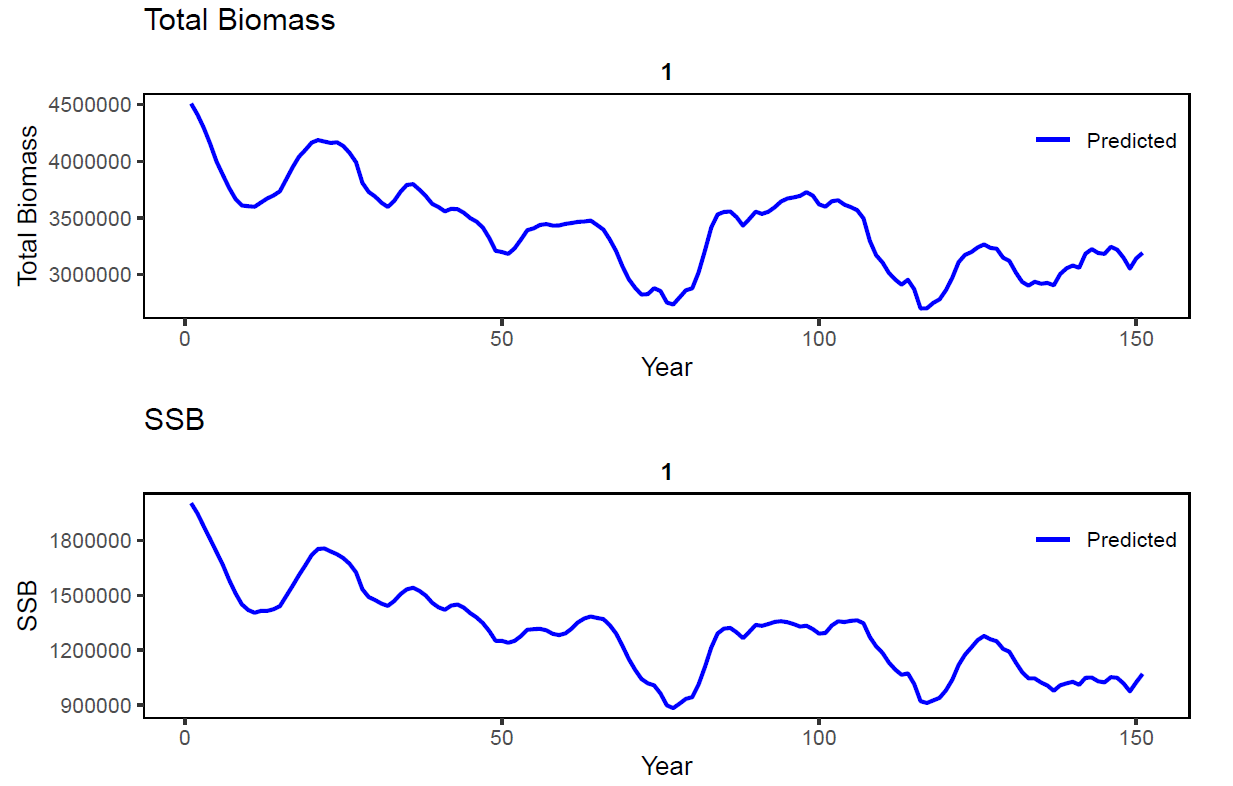 Total Biomass
1
4500000
4000000
3500000
3000000
Total Biomass
Predicted
0 50 100 150
Year
SSB
1
1800000
1500000
1200000
900000
SSB
Predicted
0 50 100 150
Year